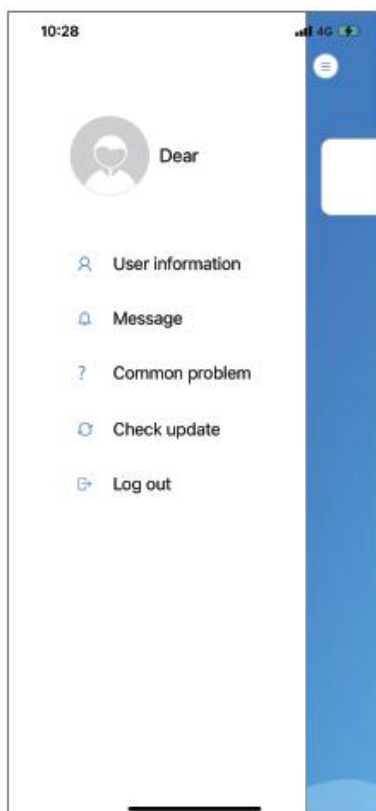 10:28
4G
Dear
User information
Message
? Common problem
Check update
Log out